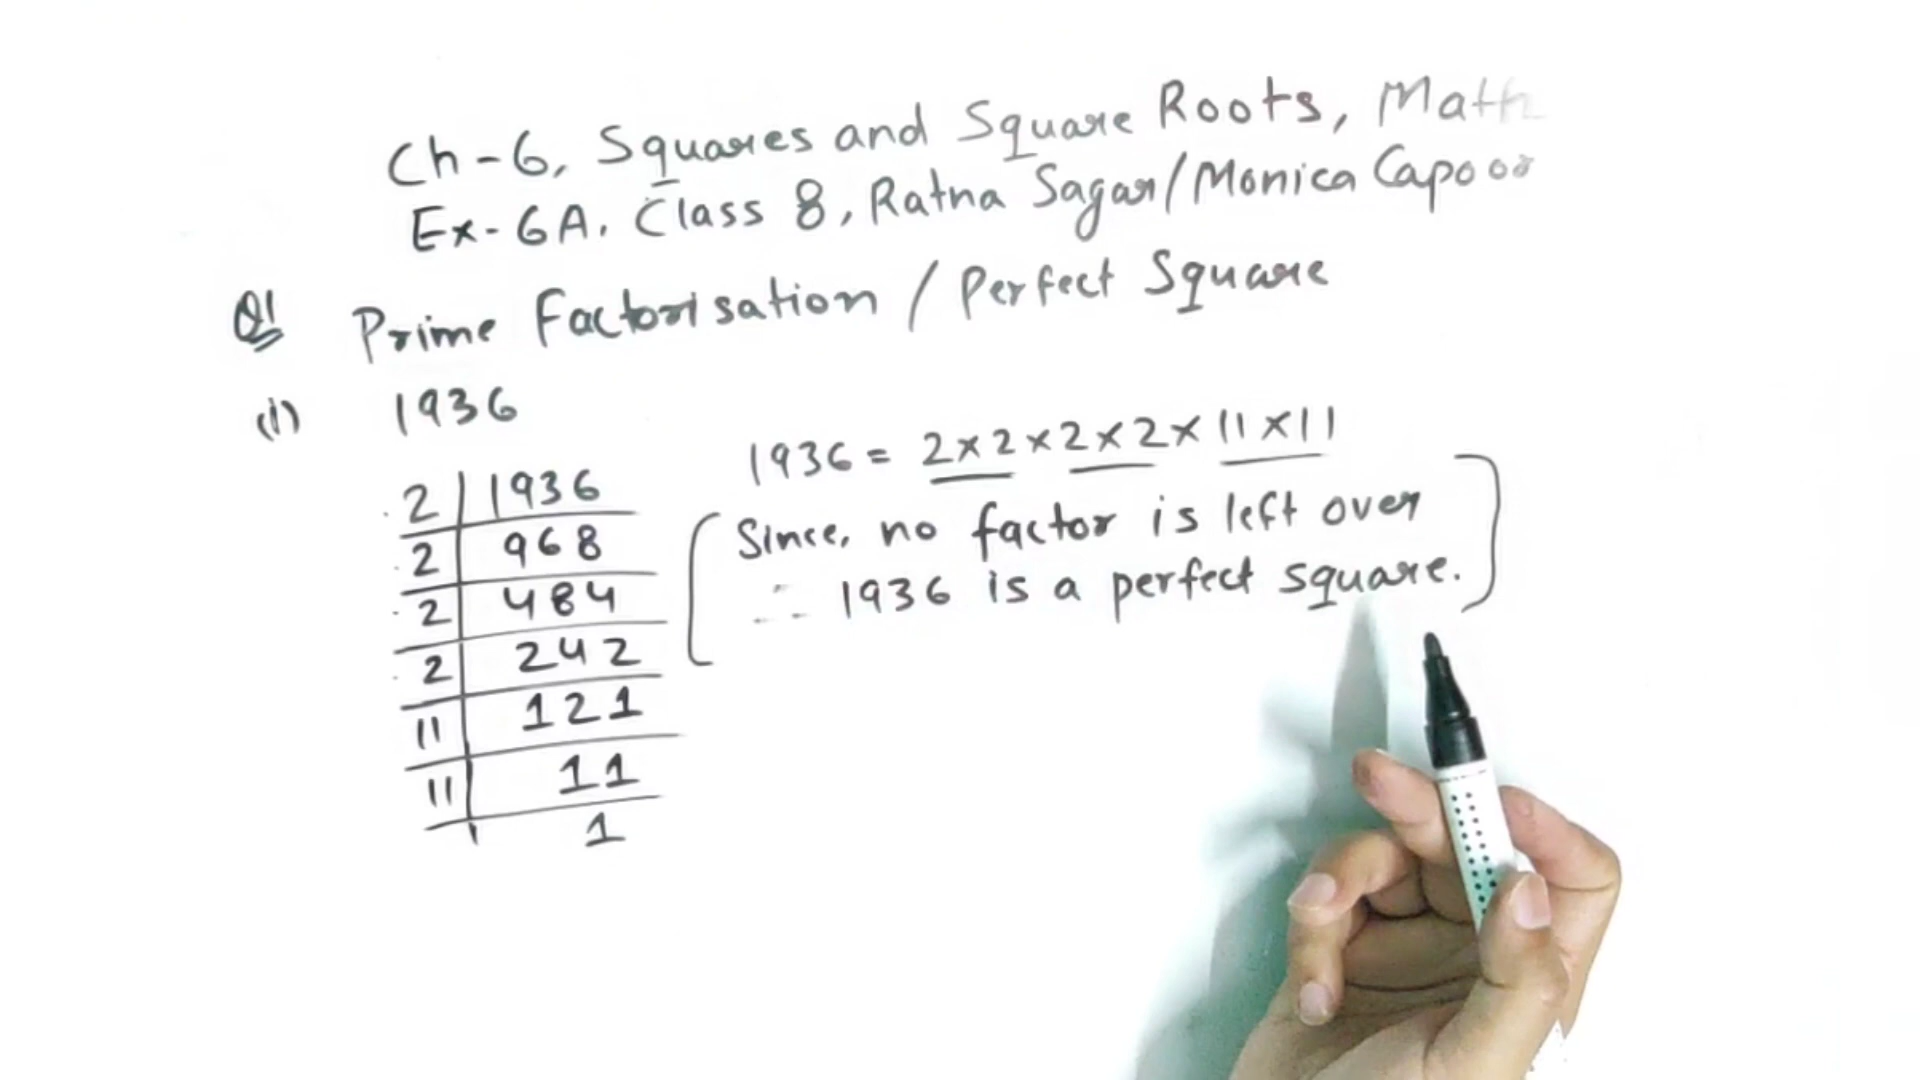 Ch-6, Squares and Square Roots, Math
Ex-6A. Class 8, Ratna Sagar/Monica Capoor
Q1 Prime Factorisation / Perfect Square
(i) 1936
1936 = 2×2×2×2×11×11
Since, no factor is left over
∴ 1936 is a perfect square.
2 | 1936
2 | 968
2 | 484
2 | 242
11 | 121
11 | 11
| 1